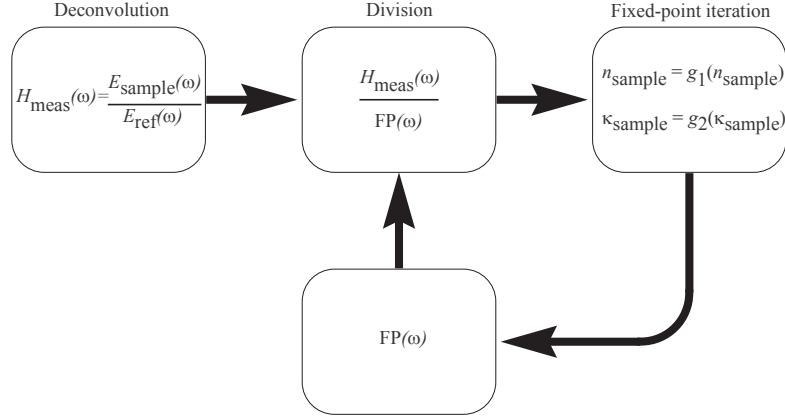 Deconvolution
Division
Fixed-point iteration
H_meas(ω)=E_sample(ω)/E_ref(ω)
H_meas(ω)/FP(ω)
n_sample = g_1(n_sample)
κ_sample = g_2(κ_sample)
FP(ω)